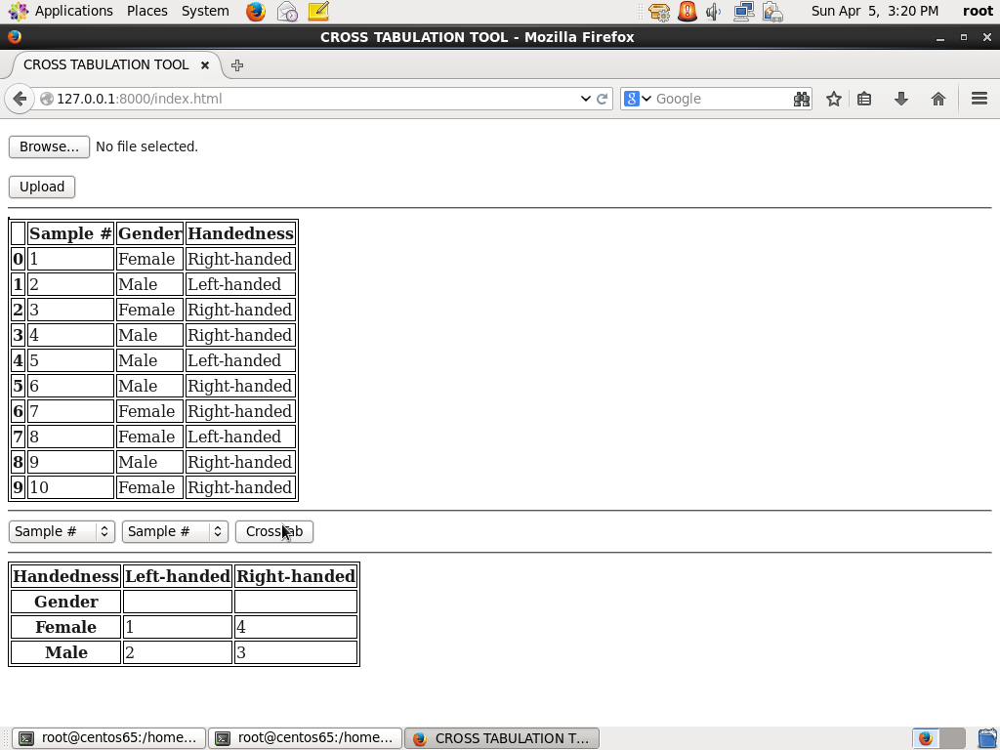 Applications Places System Sun Apr 5, 3:20 PM root
CROSS TABULATION TOOL - Mozilla Firefox
CROSS TABULATION TOOL
127.0.0.1:8000/index.html Google
Browse... No file selected.
Upload
Sample # Gender Handedness
0 1 Female Right-handed
1 2 Male Left-handed
2 3 Female Right-handed
3 4 Male Right-handed
4 5 Male Left-handed
5 6 Male Right-handed
6 7 Female Right-handed
7 8 Female Left-handed
8 9 Male Right-handed
9 10 Female Right-handed
Sample # Sample # Crosstab
Handedness Left-handed Right-handed
Gender
Female 1 4
Male 2 3
root@centos65:/home... root@centos65:/home... CROSS TABULATION T...